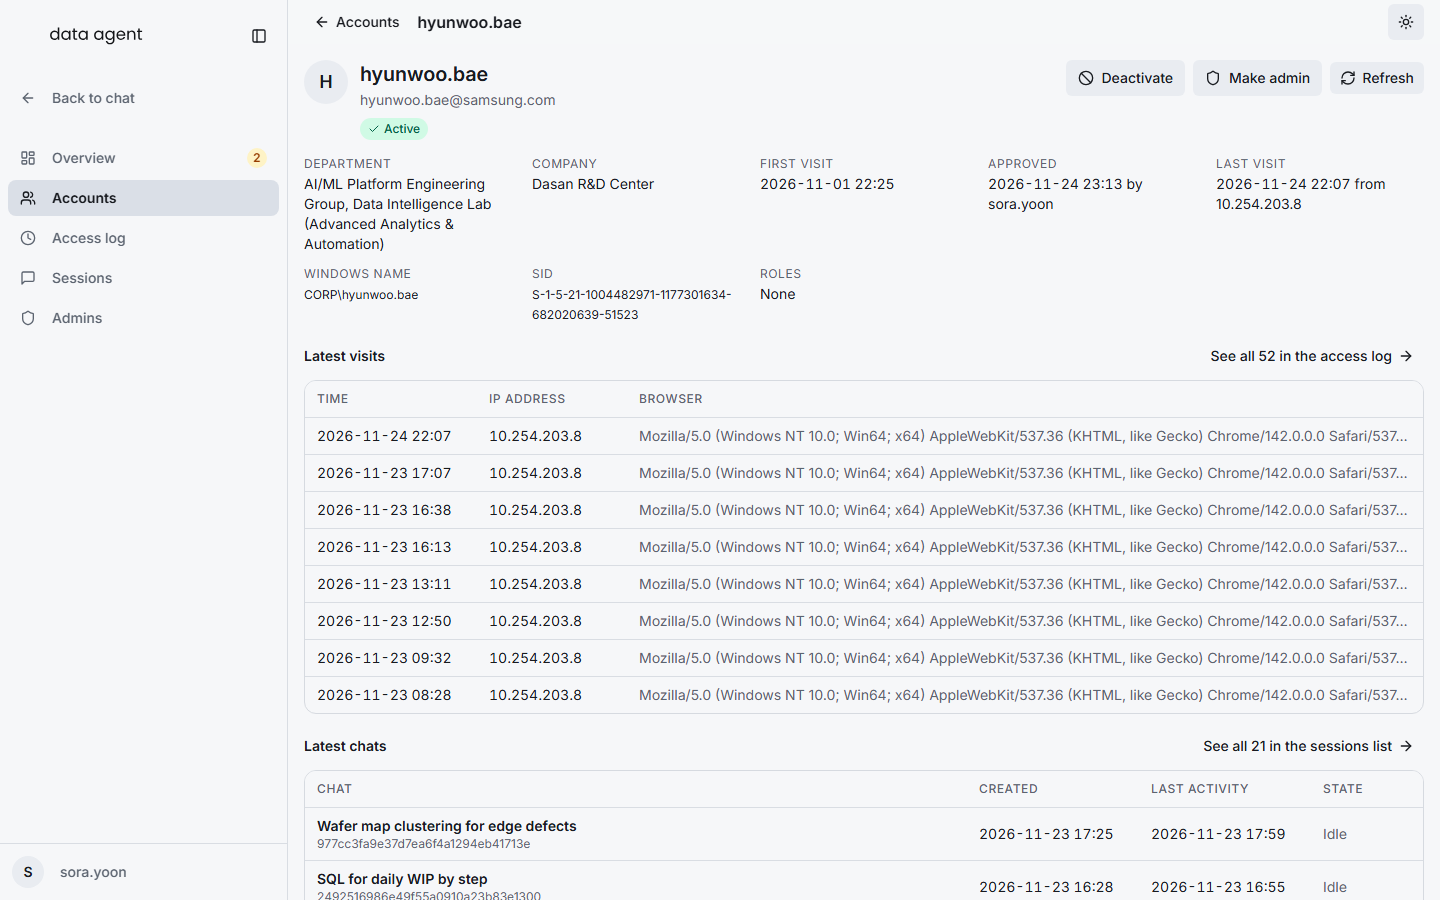 data agent
Back to chat
Overview 2
Accounts
Access log
Sessions
Admins
S sora.yoon
Accounts hyunwoo.bae
H
hyunwoo.bae
hyunwoo.bae@samsung.com
Active
Deactivate Make admin Refresh
DEPARTMENT
AI/ML Platform Engineering
Group, Data Intelligence Lab
(Advanced Analytics &
Automation)
COMPANY
Dasan R&D Center
FIRST VISIT
2026-11-01 22:25
APPROVED
2026-11-24 23:13 by
sora.yoon
LAST VISIT
2026-11-24 22:07 from
10.254.203.8
WINDOWS NAME
CORP\hyunwoo.bae
SID
S-1-5-21-1004482971-1177301634-
682020639-51523
ROLES
None
Latest visits See all 52 in the access log
TIME IP ADDRESS BROWSER
2026-11-24 22:07 10.254.203.8 Mozilla/5.0 (Windows NT 10.0; Win64; x64) AppleWebKit/537.36 (KHTML, like Gecko) Chrome/142.0.0.0 Safari/537...
2026-11-23 17:07 10.254.203.8 Mozilla/5.0 (Windows NT 10.0; Win64; x64) AppleWebKit/537.36 (KHTML, like Gecko) Chrome/142.0.0.0 Safari/537...
2026-11-23 16:38 10.254.203.8 Mozilla/5.0 (Windows NT 10.0; Win64; x64) AppleWebKit/537.36 (KHTML, like Gecko) Chrome/142.0.0.0 Safari/537...
2026-11-23 16:13 10.254.203.8 Mozilla/5.0 (Windows NT 10.0; Win64; x64) AppleWebKit/537.36 (KHTML, like Gecko) Chrome/142.0.0.0 Safari/537...
2026-11-23 13:11 10.254.203.8 Mozilla/5.0 (Windows NT 10.0; Win64; x64) AppleWebKit/537.36 (KHTML, like Gecko) Chrome/142.0.0.0 Safari/537...
2026-11-23 12:50 10.254.203.8 Mozilla/5.0 (Windows NT 10.0; Win64; x64) AppleWebKit/537.36 (KHTML, like Gecko) Chrome/142.0.0.0 Safari/537...
2026-11-23 09:32 10.254.203.8 Mozilla/5.0 (Windows NT 10.0; Win64; x64) AppleWebKit/537.36 (KHTML, like Gecko) Chrome/142.0.0.0 Safari/537...
2026-11-23 08:28 10.254.203.8 Mozilla/5.0 (Windows NT 10.0; Win64; x64) AppleWebKit/537.36 (KHTML, like Gecko) Chrome/142.0.0.0 Safari/537...
Latest chats See all 21 in the sessions list
CHAT CREATED LAST ACTIVITY STATE
Wafer map clustering for edge defects
977cc3fa9e37d7ea6f4a1294eb41713e
2026-11-23 17:25 2026-11-23 17:59 Idle
SQL for daily WIP by step
2492516986e49f55a0910a23b83e1300
2026-11-23 16:28 2026-11-23 16:55 Idle